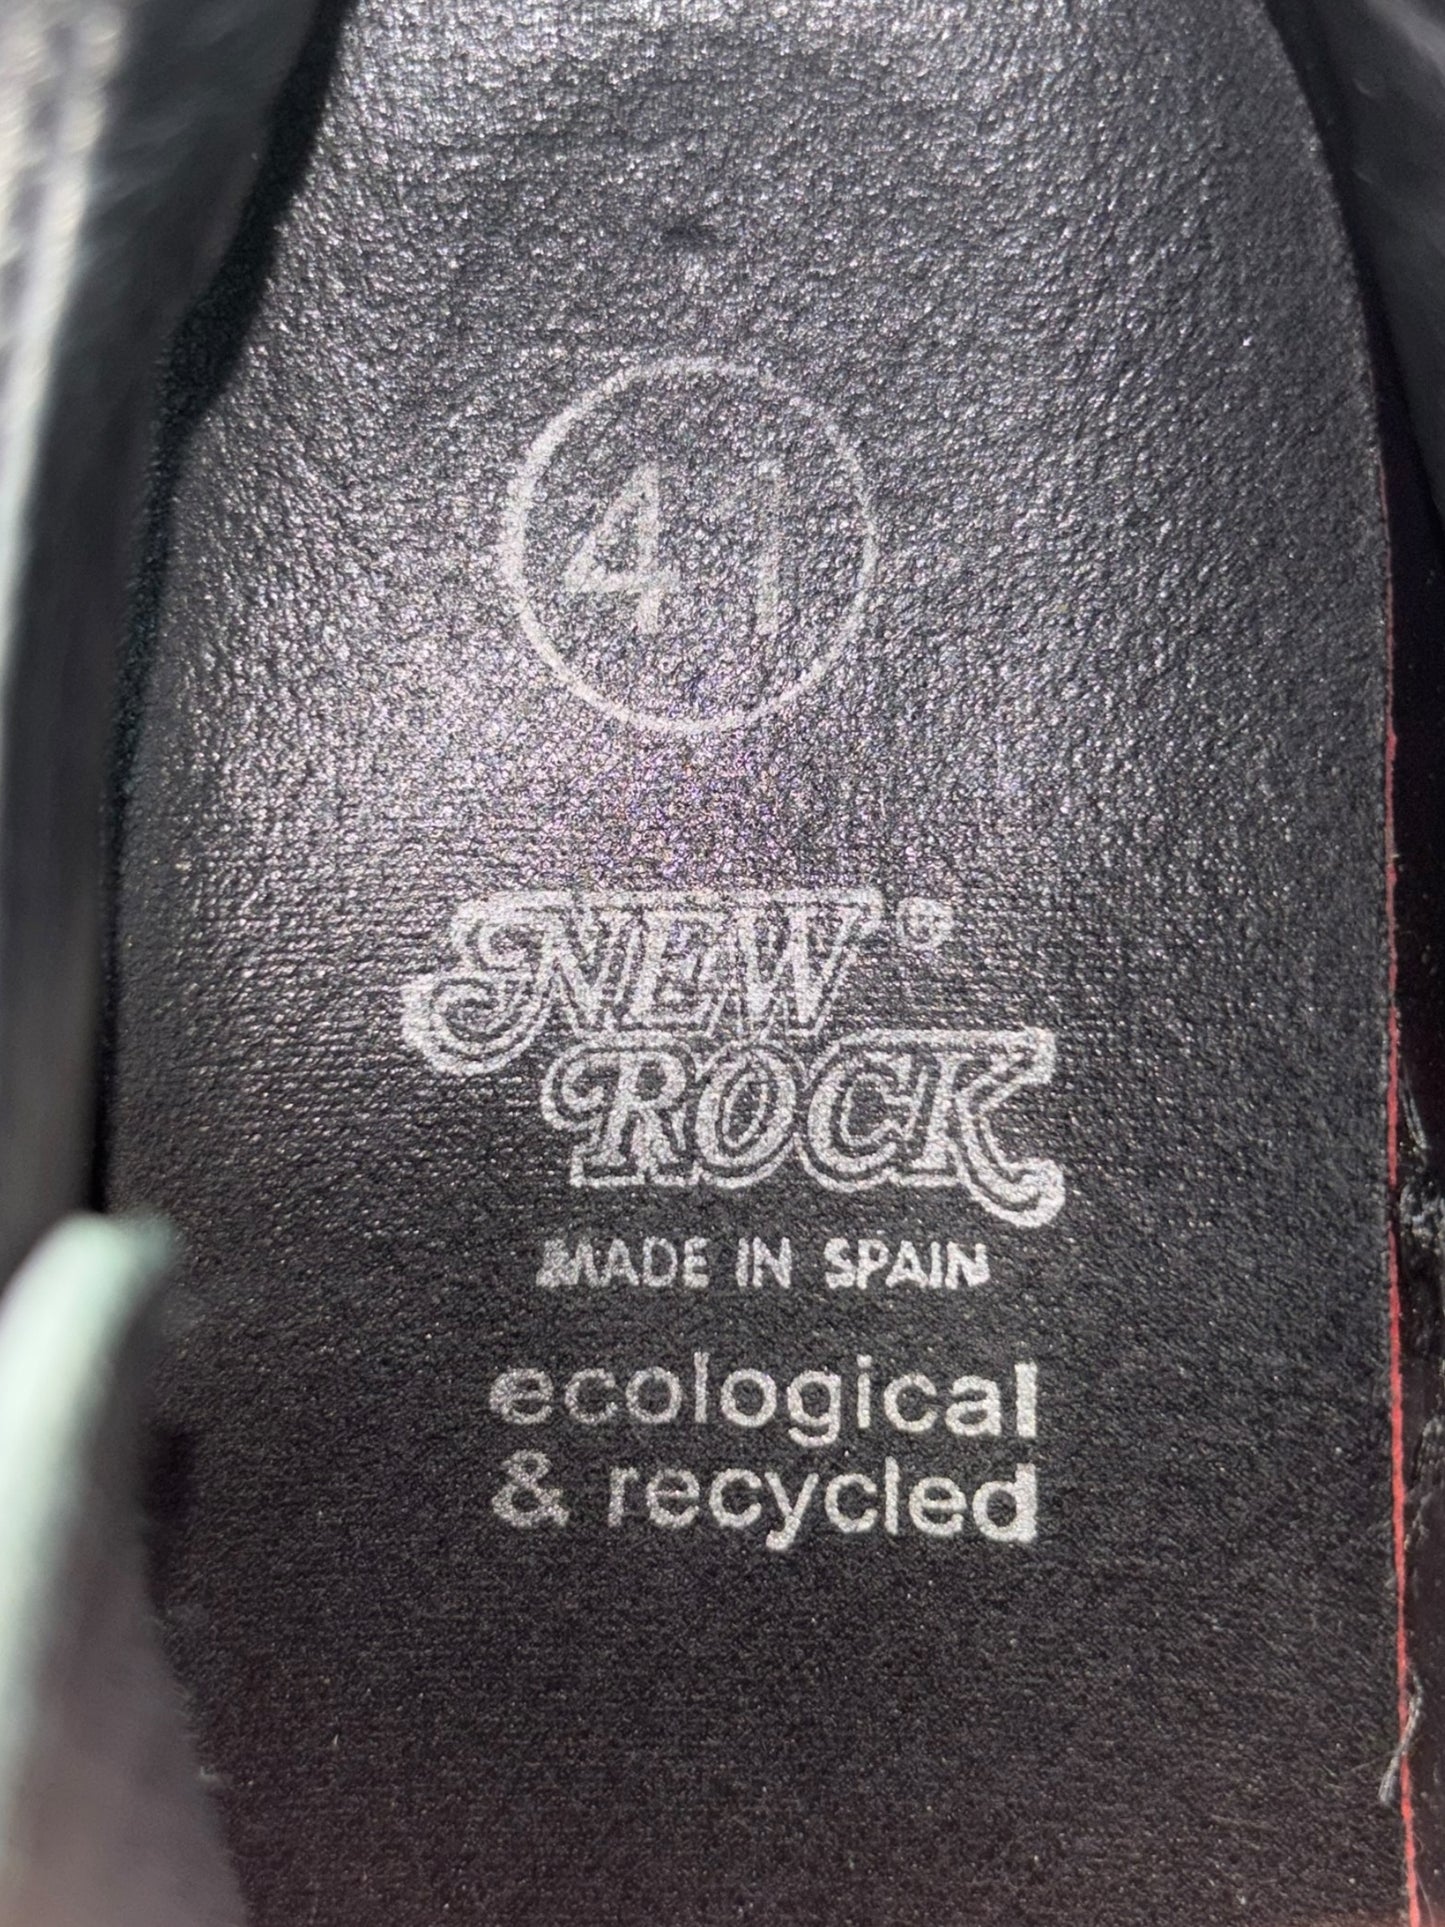 41
NEW®
ROCK
MADE IN SPAIN
ecological
& recycled